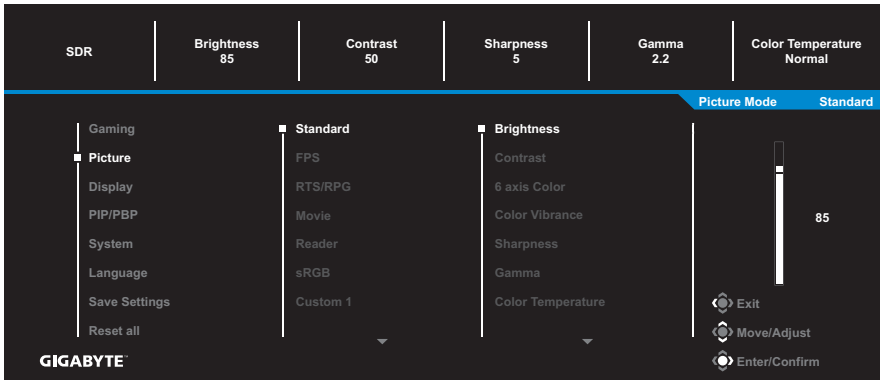 SDR
Brightness
85
Contrast
50
Sharpness
5
Gamma
2.2
Color Temperature
Normal
Picture Mode Standard
Gaming
Picture
Display
PIP/PBP
System
Language
Save Settings
Reset all
Standard
FPS
RTS/RPG
Movie
Reader
sRGB
Custom 1
Brightness
Contrast
6 axis Color
Color Vibrance
Sharpness
Gamma
Color Temperature
85
Exit
Move/Adjust
Enter/Confirm
GIGABYTE™